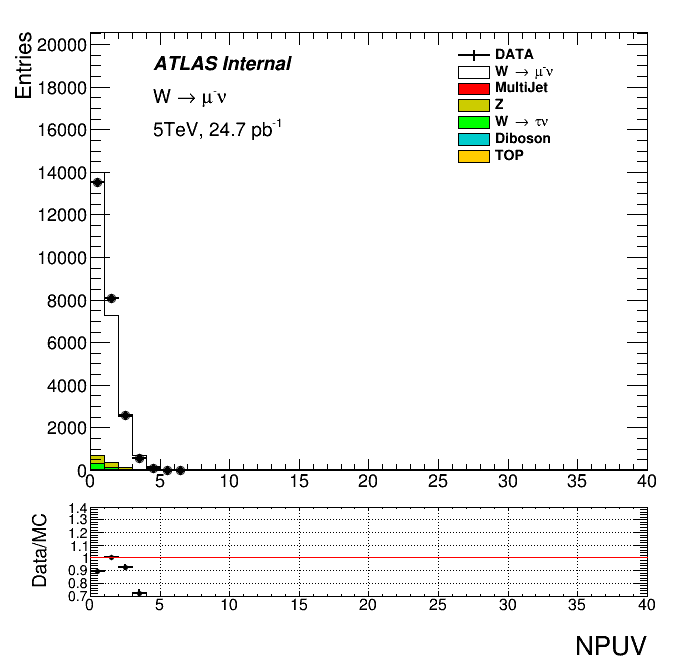 Entries
20000
18000
16000
14000
12000
10000
8000
6000
4000
2000
0
ATLAS Internal
W → μ⁻ν
5TeV, 24.7 pb⁻¹
DATA
W → μ⁻ν
MultiJet
Z
W → τν
Diboson
TOP
0 5 10 15 20 25 30 35 40
Data/MC
1.4
1.3
1.2
1.1
1
0.9
0.8
0.7
0 5 10 15 20 25 30 35 40
NPUV